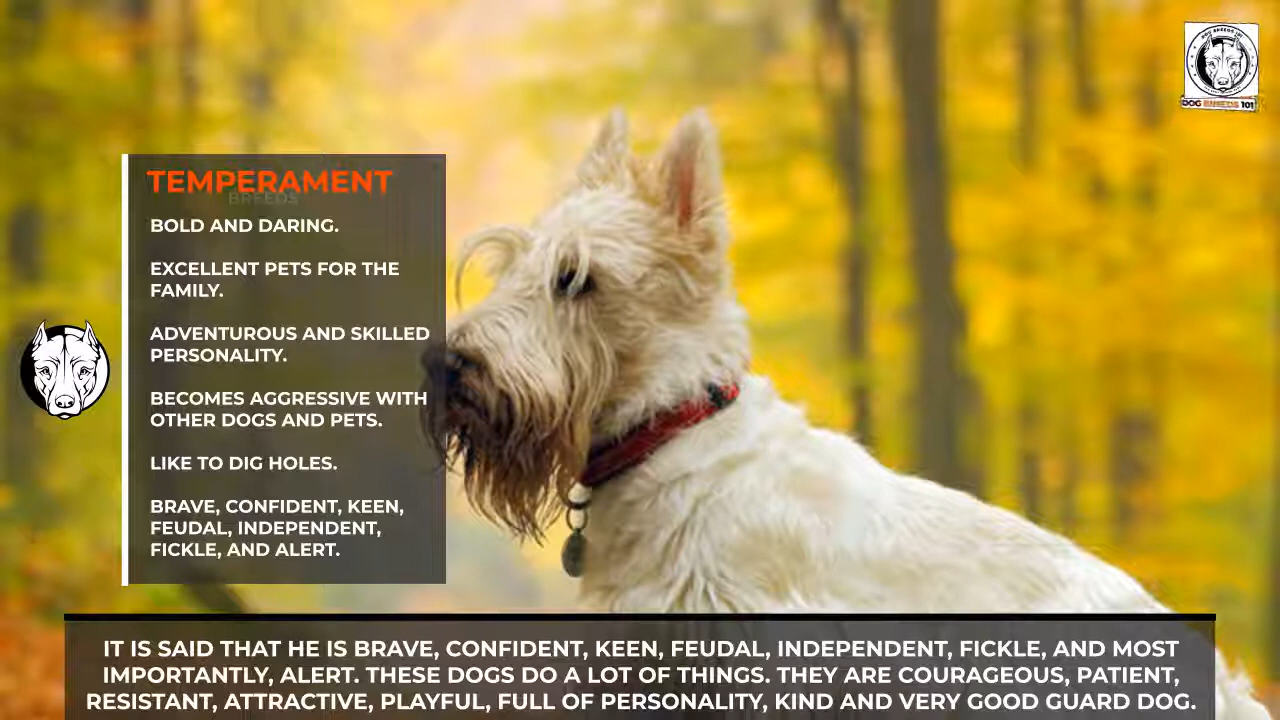 DOG BREEDS 101
TEMPERAMENT
BREEDS
BOLD AND DARING.
EXCELLENT PETS FOR THE
FAMILY.
ADVENTUROUS AND SKILLED
PERSONALITY.
BECOMES AGGRESSIVE WITH
OTHER DOGS AND PETS.
LIKE TO DIG HOLES.
BRAVE, CONFIDENT, KEEN,
FEUDAL, INDEPENDENT,
FICKLE, AND ALERT.
IT IS SAID THAT HE IS BRAVE, CONFIDENT, KEEN, FEUDAL, INDEPENDENT, FICKLE, AND MOST
IMPORTANTLY, ALERT. THESE DOGS DO A LOT OF THINGS. THEY ARE COURAGEOUS, PATIENT,
RESISTANT, ATTRACTIVE, PLAYFUL, FULL OF PERSONALITY, KIND AND VERY GOOD GUARD DOG.